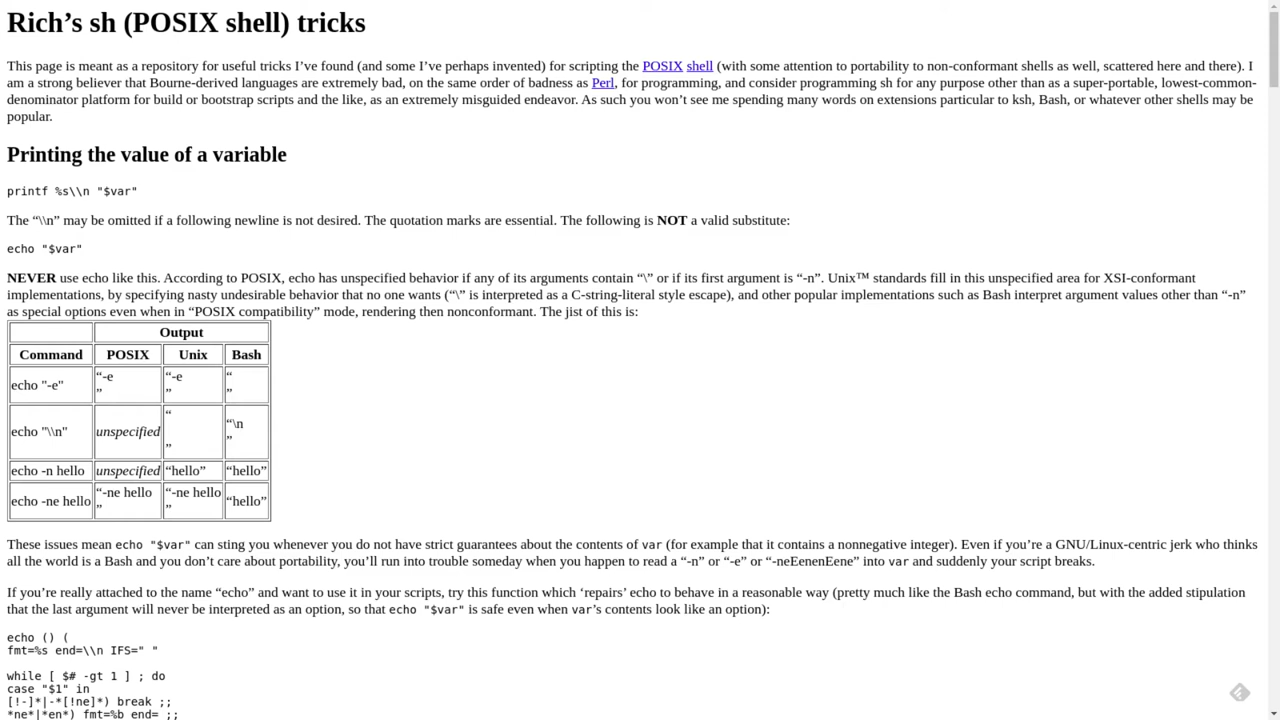 Rich’s sh (POSIX shell) tricks
This page is meant as a repository for useful tricks I’ve found (and some I’ve perhaps invented) for scripting the POSIX shell (with some attention to portability to non-conformant shells as well, scattered here and there). I
am a strong believer that Bourne-derived languages are extremely bad, on the same order of badness as Perl, for programming, and consider programming sh for any purpose other than as a super-portable, lowest-common-
denominator platform for build or bootstrap scripts and the like, as an extremely misguided endeavor. As such you won’t see me spending many words on extensions particular to ksh, Bash, or whatever other shells may be
popular.
Printing the value of a variable
printf %s\\n "$var"
The “\\n” may be omitted if a following newline is not desired. The quotation marks are essential. The following is NOT a valid substitute:
echo "$var"
NEVER use echo like this. According to POSIX, echo has unspecified behavior if any of its arguments contain “\” or if its first argument is “-n”. Unix™ standards fill in this unspecified area for XSI-conformant
implementations, by specifying nasty undesirable behavior that no one wants (“\” is interpreted as a C-string-literal style escape), and other popular implementations such as Bash interpret argument values other than “-n”
as special options even when in “POSIX compatibility” mode, rendering then nonconformant. The jist of this is:
Output
Command POSIX Unix Bash
echo "-e" “-e ” “-e ” “ ”
echo "\\n" unspecified “ ” “\n ”
echo -n hello unspecified “hello” “hello”
echo -ne hello “-ne hello ” “-ne hello ” “hello”
These issues mean echo "$var" can sting you whenever you do not have strict guarantees about the contents of var (for example that it contains a nonnegative integer). Even if you’re a GNU/Linux-centric jerk who thinks
all the world is a Bash and you don’t care about portability, you’ll run into trouble someday when you happen to read a “-n” or “-e” or “-neEenenEene” into var and suddenly your script breaks.
If you’re really attached to the name “echo” and want to use it in your scripts, try this function which ‘repairs’ echo to behave in a reasonable way (pretty much like the Bash echo command, but with the added stipulation
that the last argument will never be interpreted as an option, so that echo "$var" is safe even when var’s contents look like an option):
echo () (
fmt=%s end=\\n IFS=" "
while [ $# -gt 1 ] ; do
case "$1" in
[!-]*|-*[!ne]*) break ;;
*ne*|*en*) fmt=%b end= ;;